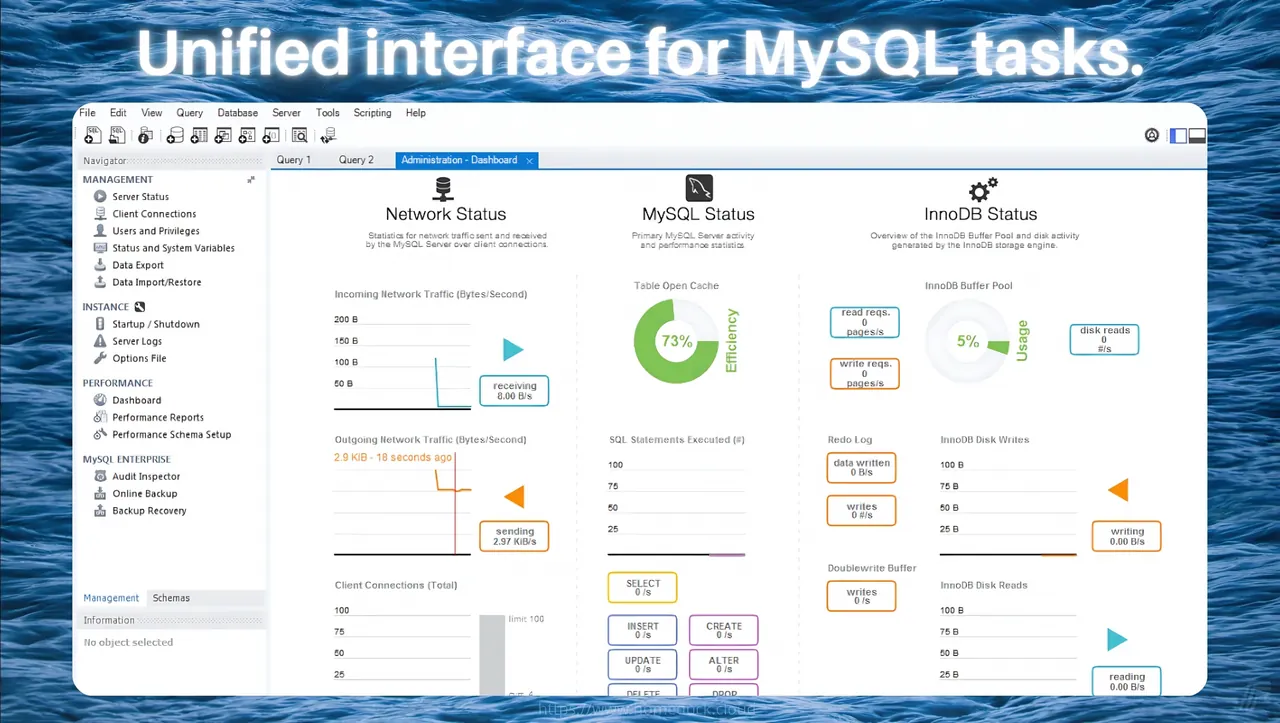 Unified interface for MySQL tasks.
File Edit View Query Database Server Tools Scripting Help
Navigator
Query 1 Query 2 Administration - Dashboard
MANAGEMENT
Server Status
Client Connections
Users and Privileges
Status and System Variables
Data Export
Data Import/Restore
INSTANCE
Startup / Shutdown
Server Logs
Options File
PERFORMANCE
Dashboard
Performance Reports
Performance Schema Setup
MySQL ENTERPRISE
Audit Inspector
Online Backup
Backup Recovery
Management Schemas
Information
No object selected
Network Status
Statistics for network traffic sent and received
by the MySQL Server over client connections.
Incoming Network Traffic (Bytes/Second)
200 B
150 B
100 B
50 B
receiving
8.00 B/s
Outgoing Network Traffic (Bytes/Second)
2.9 KiB - 18 seconds ago
sending
2.97 KiB/s
Client Connections (Total)
100
75
50
25
limit 100
MySQL Status
Primary MySQL Server activity
and performance statistics
Table Open Cache
73%
Efficiency
SQL Statements Executed (#)
100
75
50
25
SELECT
0 /s
INSERT
0 /s
CREATE
0 /s
UPDATE
0 /s
ALTER
0 /s
DELETE
DROP
InnoDB Status
Overview of the InnoDB Buffer Pool and disk activity
generated by the InnoDB storage engine.
InnoDB Buffer Pool
read reqs.
0
pages/s
write reqs.
0
pages/s
5%
Usage
disk reads
0
#/s
Redo Log
data written
0 B/s
writes
0 #/s
Doublewrite Buffer
writes
0 /s
InnoDB Disk Writes
100 B
75 B
50 B
25 B
writing
0.00 B/s
InnoDB Disk Reads
100 B
75 B
50 B
25 B
reading
0.00 B/s